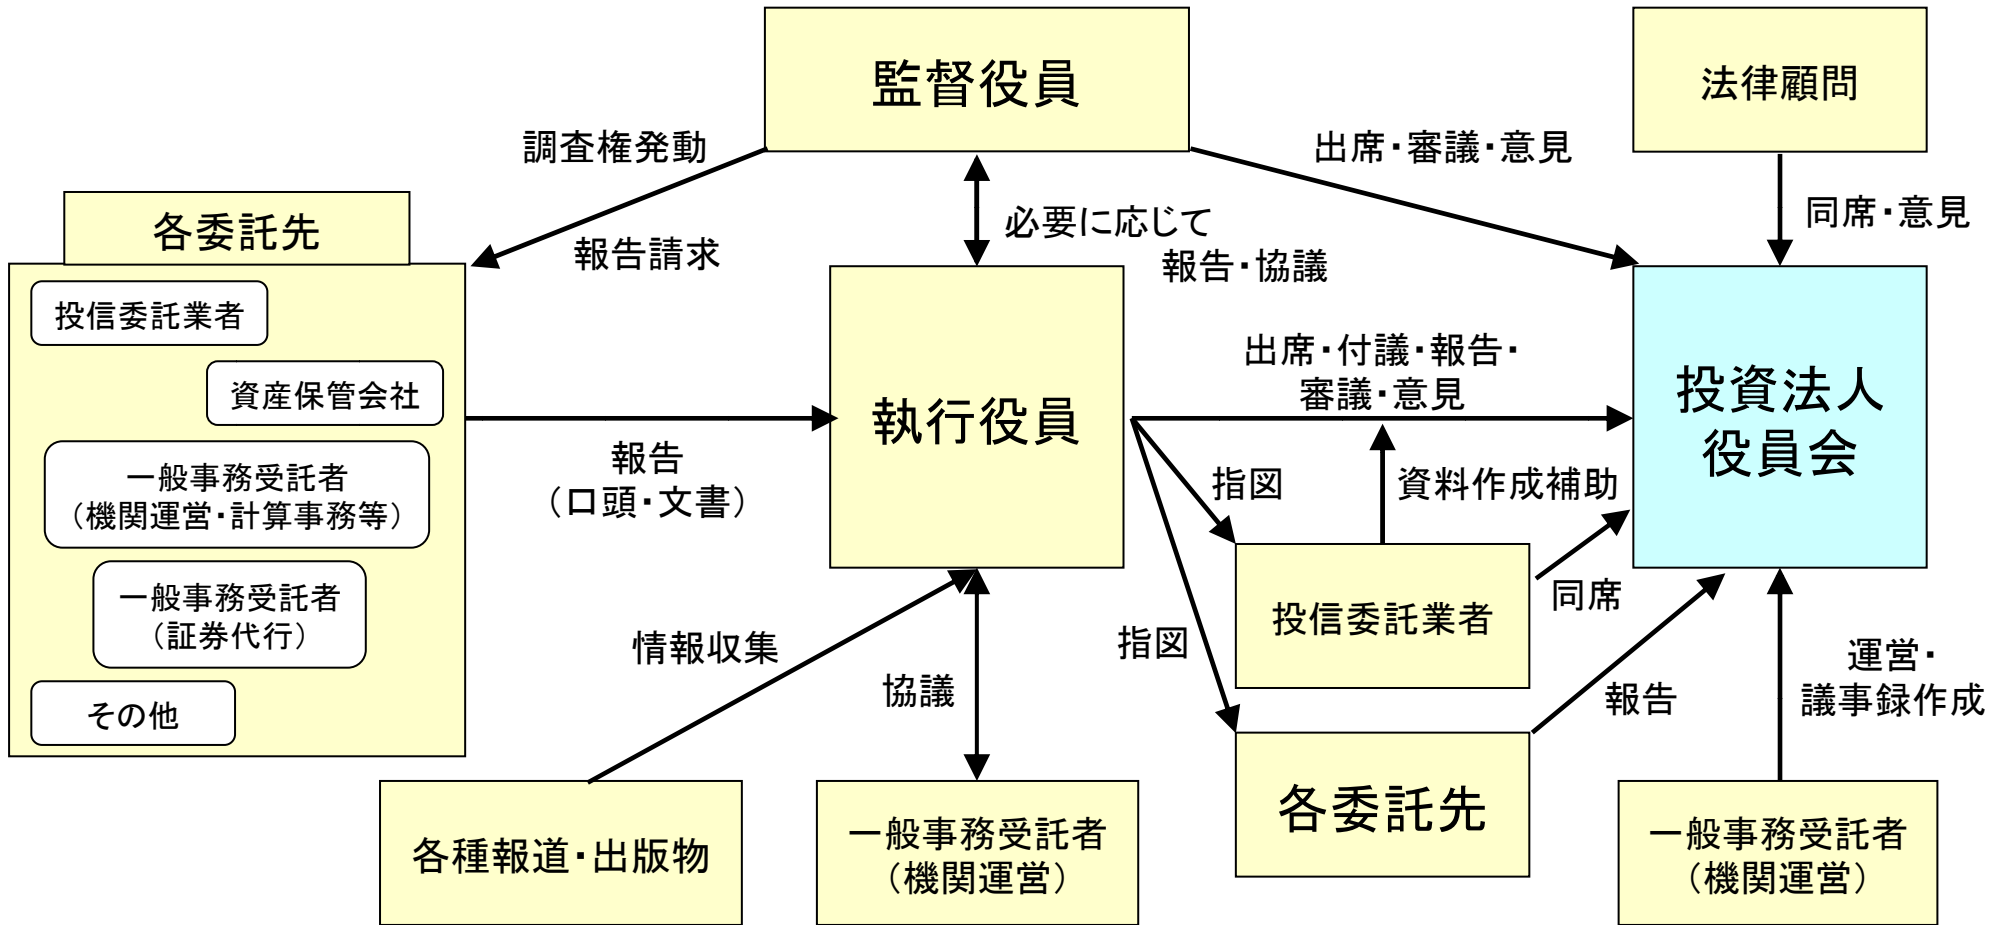 監督役員
法律顧問
調査権発動
出席・審議・意見
各委託先
報告請求
必要に応じて
報告・協議
同席・意見
投信委託業者
資産保管会社
一般事務受託者
（機関運営・計算事務等）
一般事務受託者
（証券代行）
その他
報告
（口頭・文書）
執行役員
出席・付議・報告・
審議・意見
投資法人
役員会
指図
資料作成補助
指図
投信委託業者
同席
情報収集
協議
各委託先
報告
運営・
議事録作成
各種報道・出版物
一般事務受託者
（機関運営）
一般事務受託者
（機関運営）